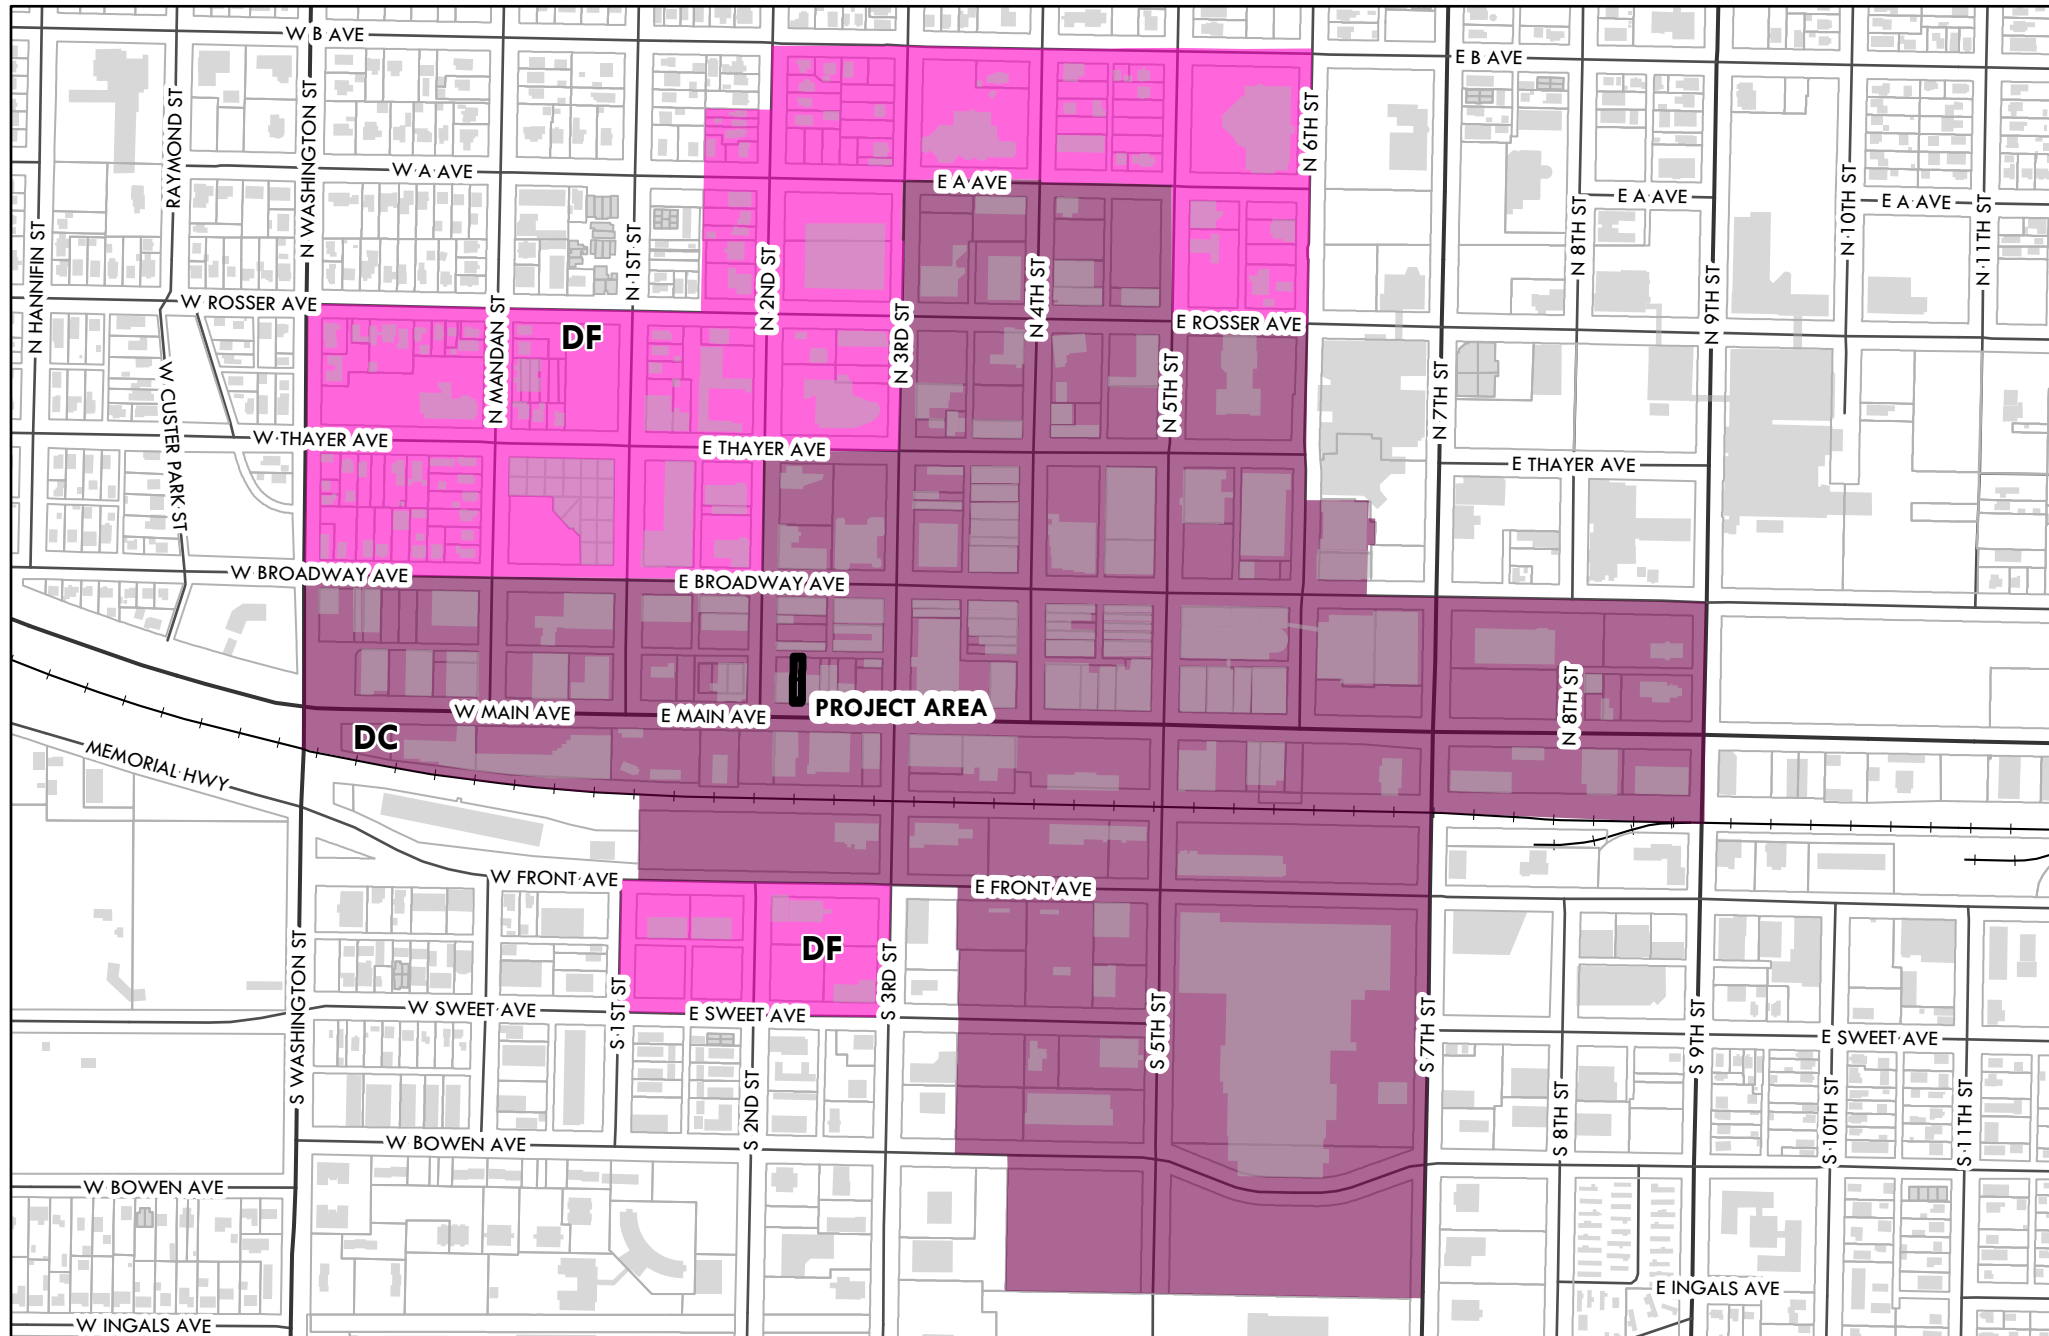 W B AVE
E B AVE
RAYMOND ST
N WASHINGTON ST
N 6TH ST
W A AVE
E A AVE
E A AVE
E A AVE
N HANNIFIN ST
N 1ST ST
N 2ND ST
N 4TH ST
N 8TH ST
N 10TH ST
N 11TH ST
W ROSSER AVE
N MANDAN ST
DF
N 3RD ST
E ROSSER AVE
N 5TH ST
N 7TH ST
N 9TH ST
W CUSTER PARK ST
W THAYER AVE
E THAYER AVE
E THAYER AVE
W BROADWAY AVE
E BROADWAY AVE
N 8TH ST
W MAIN AVE
E MAIN AVE
PROJECT AREA
DC
MEMORIAL HWY
W FRONT AVE
E FRONT AVE
DF
S WASHINGTON ST
S 1ST ST
S 3RD ST
S 5TH ST
S 7TH ST
S 9TH ST
W SWEET AVE
E SWEET AVE
E SWEET AVE
S 2ND ST
S 8TH ST
S 10TH ST
S 11TH ST
W BOWEN AVE
W BOWEN AVE
E INGALS AVE
W INGALS AVE